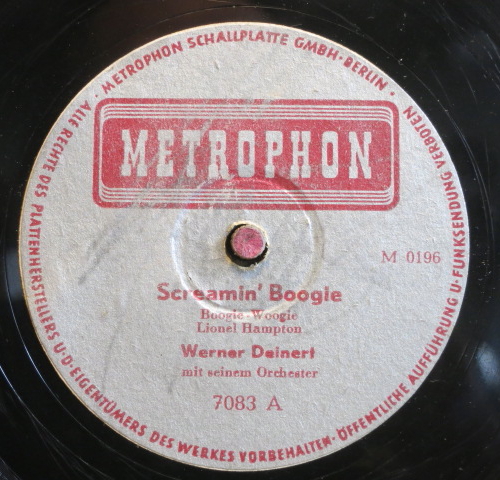 METROPHON SCHALLPLATTE GMBH · BERLIN ·
METROPHON
M 0196
Screamin' Boogie
Boogie-Woogie
Lionel Hampton
Werner Deinert
mit seinem Orchester
7083 A
ALLE RECHTE DES PLATTENHERSTELLERS U·D·EIGENTÜMERS DES WERKES VORBEHALTEN · ÖFFENTLICHE AUFFÜHRUNG U·FUNKSENDUNG VERBOTEN